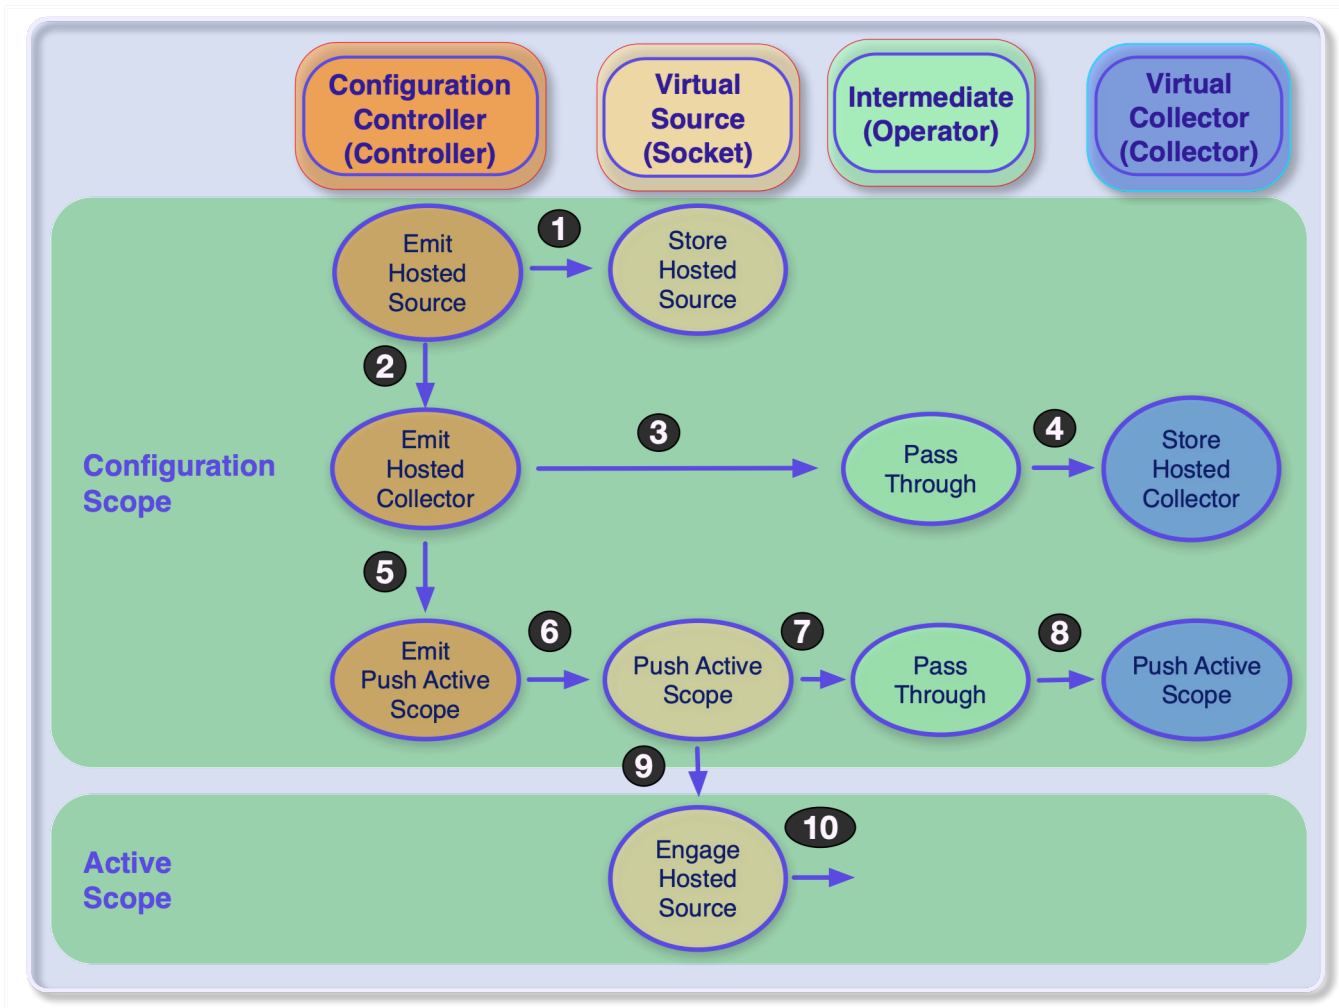 Configuration
Controller
(Controller)
Virtual
Source
(Socket)
Intermediate
(Operator)
Virtual
Collector
(Collector)
Emit
Hosted
Source
1
Store
Hosted
Source
2
Configuration
Scope
Emit
Hosted
Collector
3
Pass
Through
4
Store
Hosted
Collector
5
Emit
Push Active
Scope
6
Push Active
Scope
7
Pass
Through
8
Push Active
Scope
9
Active
Scope
Engage
Hosted
Source
10